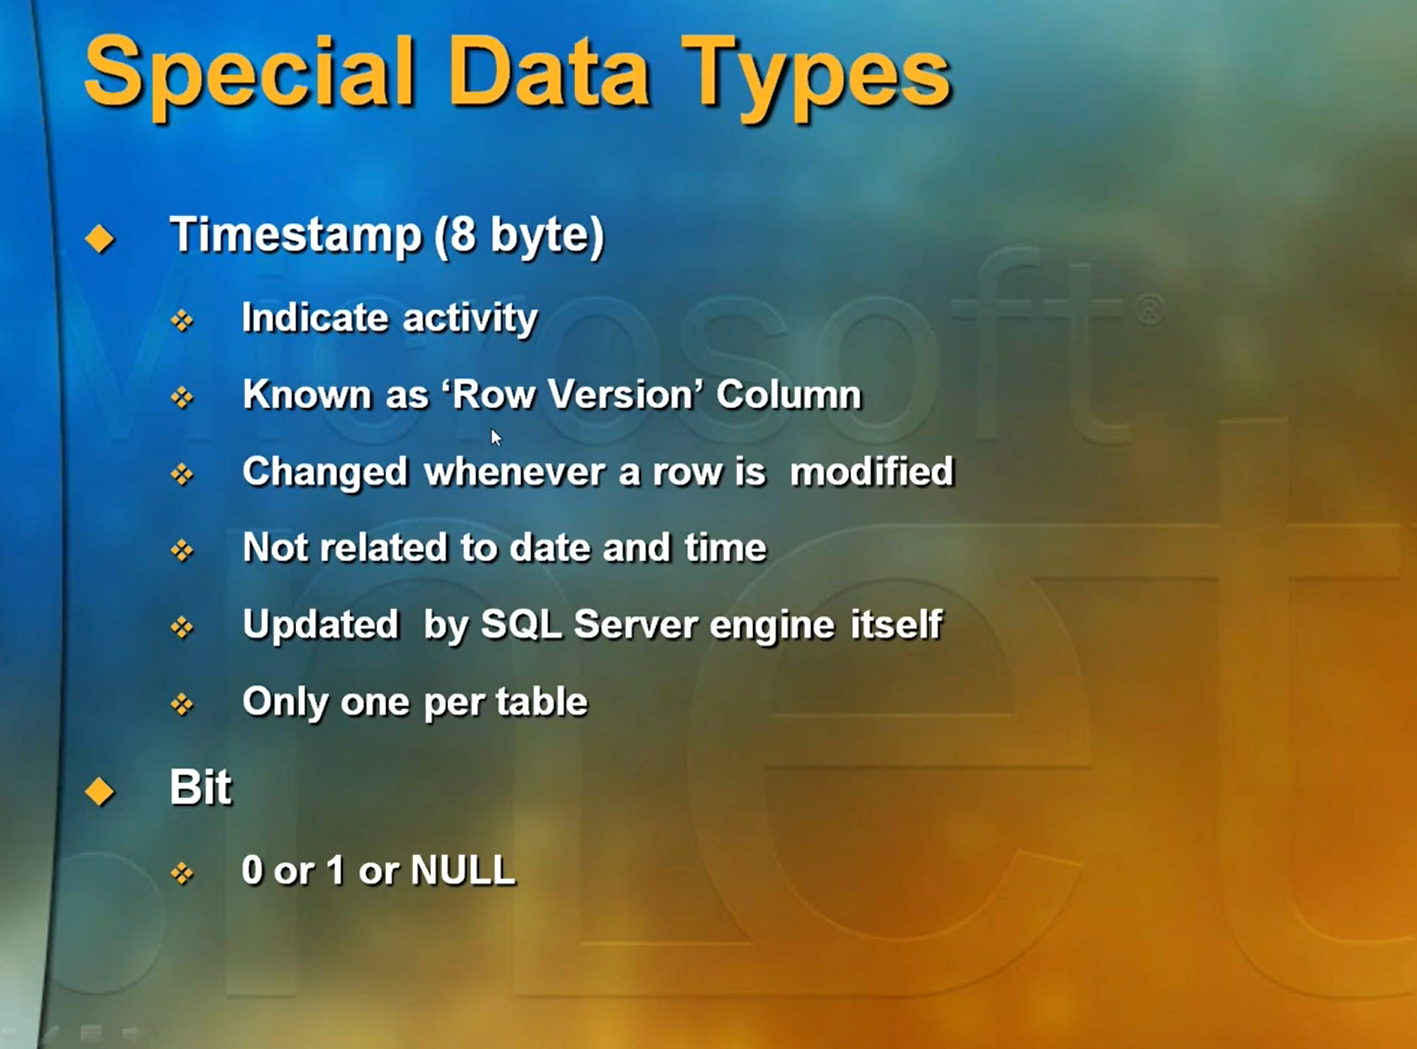 Special Data Types
Timestamp (8 byte)
Indicate activity
Known as ‘Row Version’ Column
Changed whenever a row is modified
Not related to date and time
Updated by SQL Server engine itself
Only one per table
Bit
0 or 1 or NULL
Microsoft®
.net